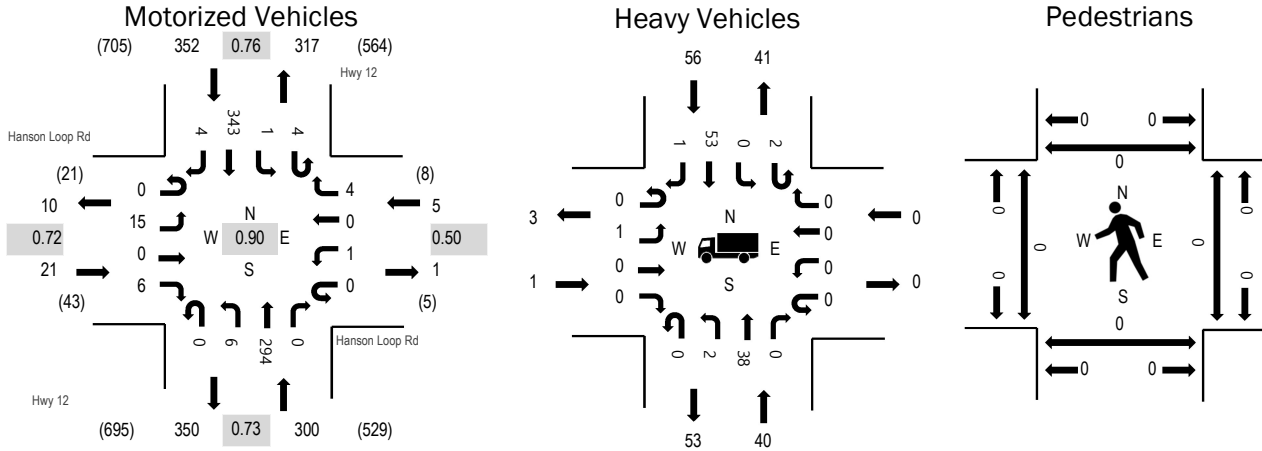 Motorized Vehicles
(705) 352 0.76 317 (564)
Hwy 12
Hanson Loop Rd
4 343 1 4
(21) 0 4 (8)
10 15 N 0 5
0.72 W 0.90 E 0.50
0 S 1
21 6 0 1
(43) (5)
0 6 294 0
Hanson Loop Rd
Hwy 12
(695) 350 0.73 300 (529)
Heavy Vehicles
56 41
1 53 0 2
0 0
3 1 N 0 0
W E
0 0
1 0 S 0 0
0 2 38 0
53 40
Pedestrians
0 0
0
0 N 0
W 0 E 0
0 S 0
0
0 0